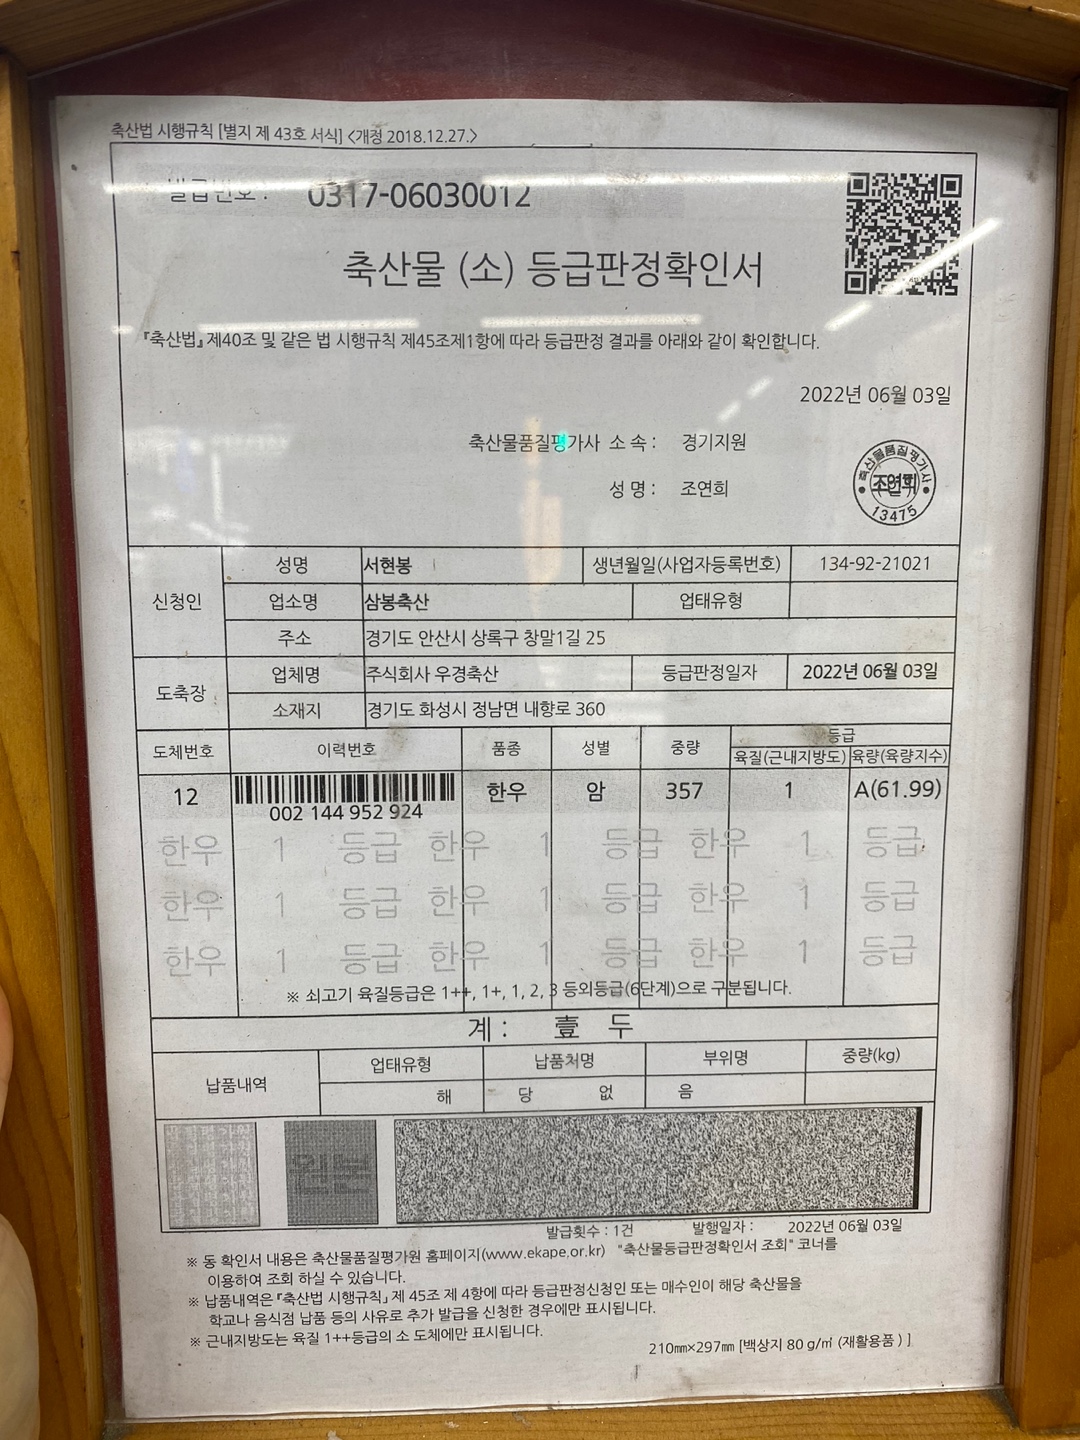 축산법 시행규칙 [별지 제 43호 서식] <개정 2018.12.27.>
발급번호 : 0317-06030012
축산물 (소) 등급판정확인서
『축산법』제40조 및 같은 법 시행규칙 제45조제1항에 따라 등급판정 결과를 아래와 같이 확인합니다.
2022년 06월 03일
축산물품질평가사 소 속 : 경기지원
성 명 : 조연희
축산물품질평가사
조연희
13475
신청인 성명 서현봉 생년월일(사업자등록번호) 134-92-21021
업소명 삼봉축산 업태유형
주소 경기도 안산시 상록구 창말1길 25
도축장 업체명 주식회사 우경축산 등급판정일자 2022년 06월 03일
소재지 경기도 화성시 정남면 내향로 360
도체번호 이력번호 품종 성별 중량 등급
육질(근내지방도) 육량(육량지수)
12 002 144 952 924 한우 암 357 1 A(61.99)
한우 1 등급 한우 1 등급 한우 1 등급
한우 1 등급 한우 1 등급 한우 1 등급
한우 1 등급 한우 1 등급 한우 1 등급
※ 쇠고기 육질등급은 1++, 1+, 1, 2, 3 등외등급(6단계)으로 구분됩니다.
계 : 壹 두
납품내역 업태유형 납품처명 부위명 중량(kg)
해 당 없 음
원본
발급횟수 : 1건 발행일자 : 2022년 06월 03일
※ 동 확인서 내용은 축산물품질평가원 홈페이지(www.ekape.or.kr) "축산물등급판정확인서 조회" 코너를
이용하여 조회 하실 수 있습니다.
※ 납품내역은『축산법 시행규칙』제 45조 제 4항에 따라 등급판정신청인 또는 매수인이 해당 축산물을
학교나 음식점 납품 등의 사유로 추가 발급을 신청한 경우에만 표시됩니다.
※ 근내지방도는 육질 1++등급의 소 도체에만 표시됩니다.
210㎜×297㎜ [백상지 80 g/㎡ (재활용품) ]